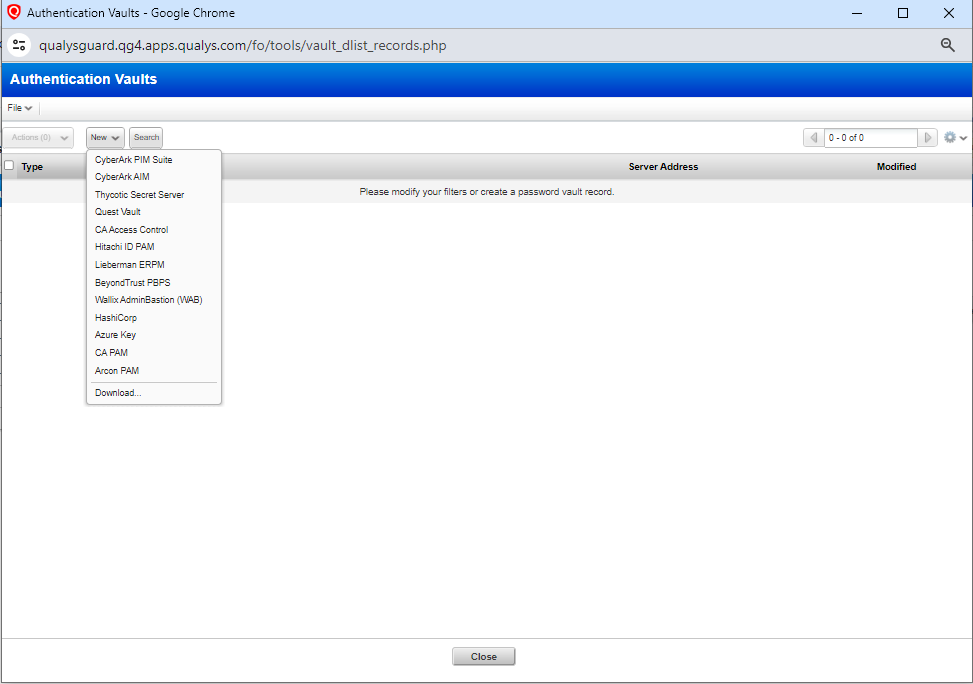 Authentication Vaults - Google Chrome
qualysguard.qg4.apps.qualys.com/fo/tools/vault_dlist_records.php
Authentication Vaults
File
Actions (0) New Search 0 - 0 of 0
Type Server Address Modified
Please modify your filters or create a password vault record.
CyberArk PIM Suite
CyberArk AIM
Thycotic Secret Server
Quest Vault
CA Access Control
Hitachi ID PAM
Lieberman ERPM
BeyondTrust PBPS
Wallix AdminBastion (WAB)
HashiCorp
Azure Key
CA PAM
Arcon PAM
Download...
Close